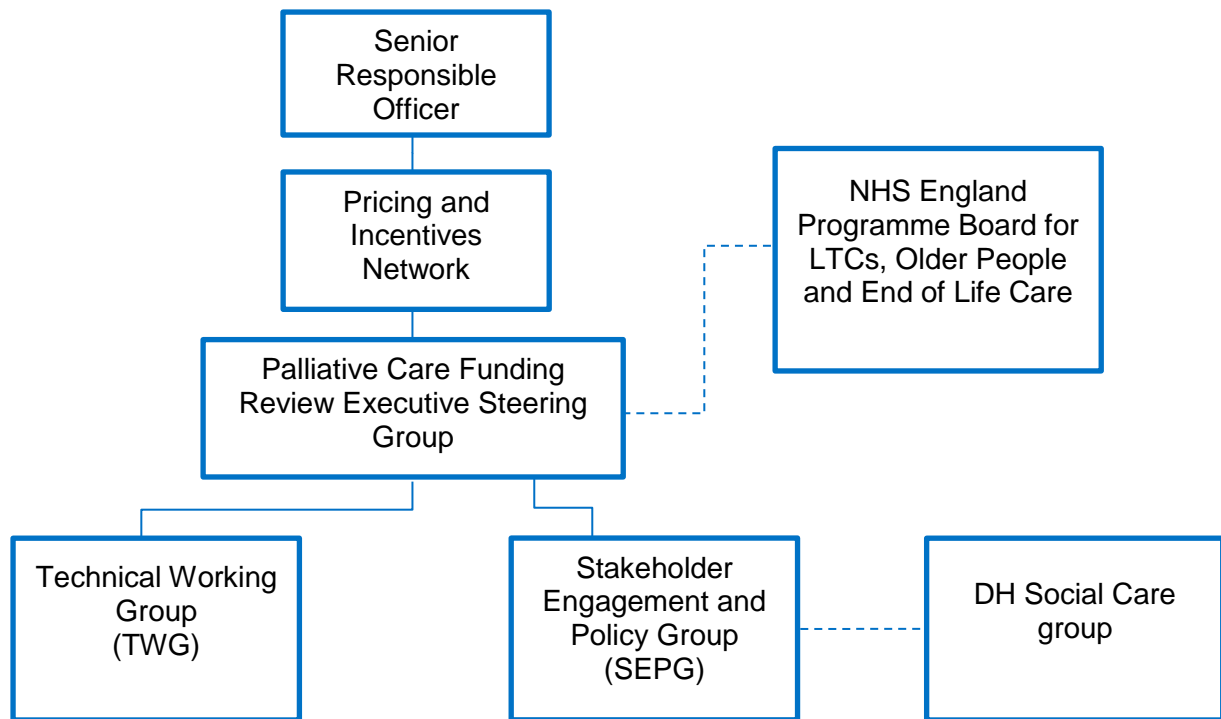 Senior
Responsible
Officer
Pricing and
Incentives
Network
NHS England
Programme Board for
LTCs, Older People
and End of Life Care
Palliative Care Funding
Review Executive Steering
Group
Technical Working
Group
(TWG)
Stakeholder
Engagement and
Policy Group
(SEPG)
DH Social Care
group